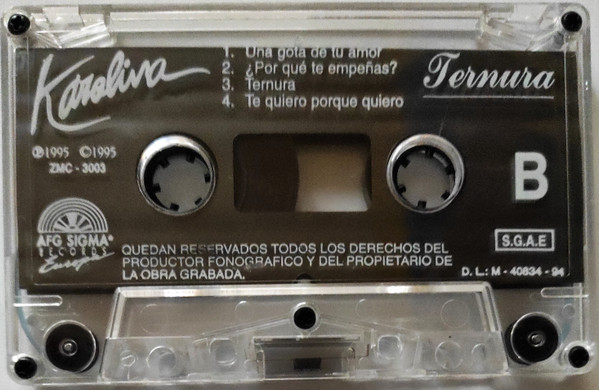 Karoliva
1. Una gota de tu amor
2. ¿Por qué te empeñas?
3. Ternura
4. Te quiero porque quiero
Ternura
℗1995 ©1995
ZMC - 3003
B
AFG SIGMA®
RECORDS
Europa
S.G.A.E
QUEDAN RESERVADOS TODOS LOS DERECHOS DEL
PRODUCTOR FONOGRAFICO Y DEL PROPIETARIO DE
LA OBRA GRABADA.
D. L.: M - 40834 - 94